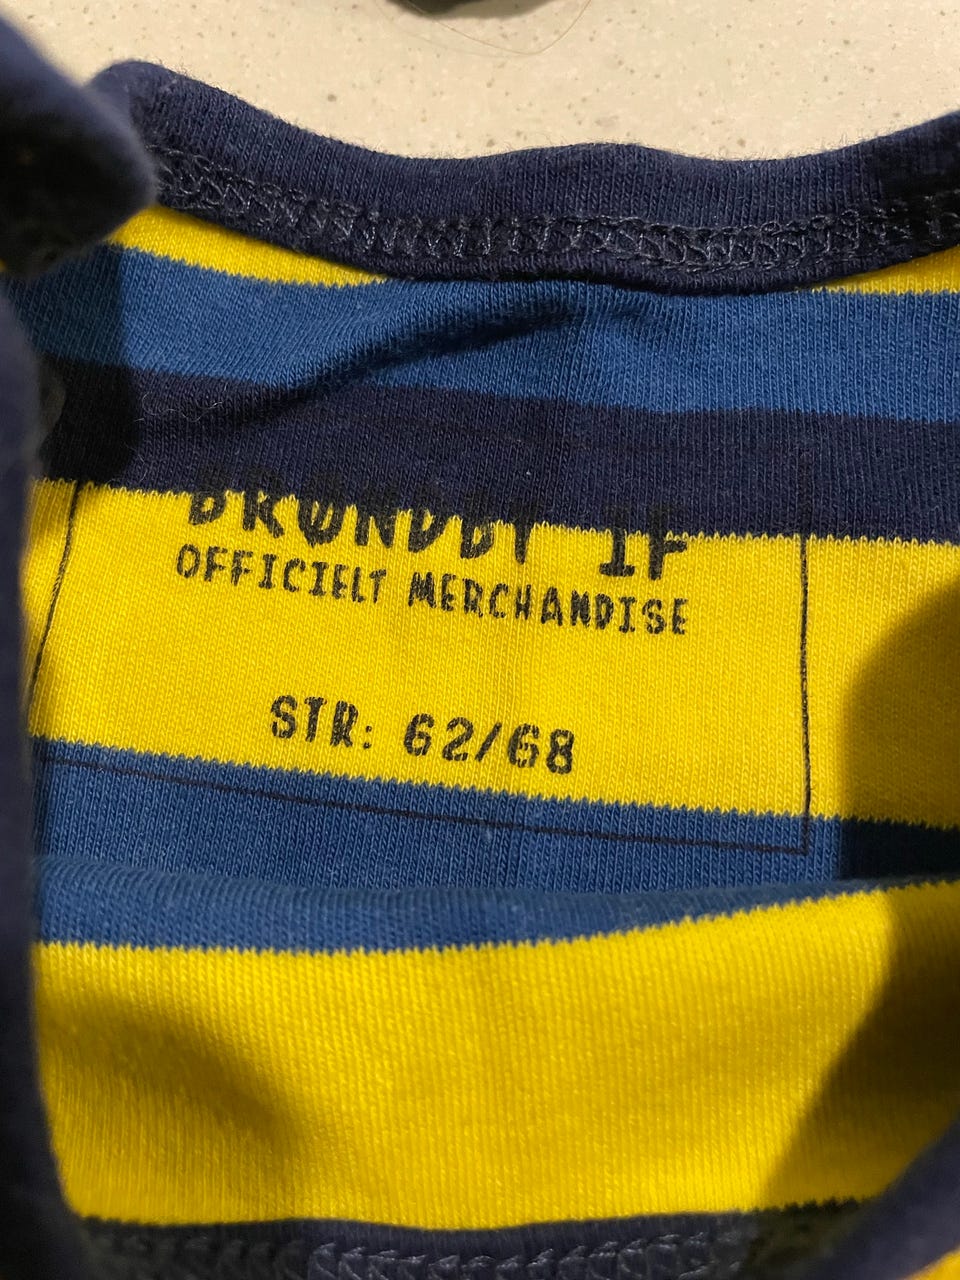 BRØNDBY IF
OFFICIELT MERCHANDISE
STR: 62/68